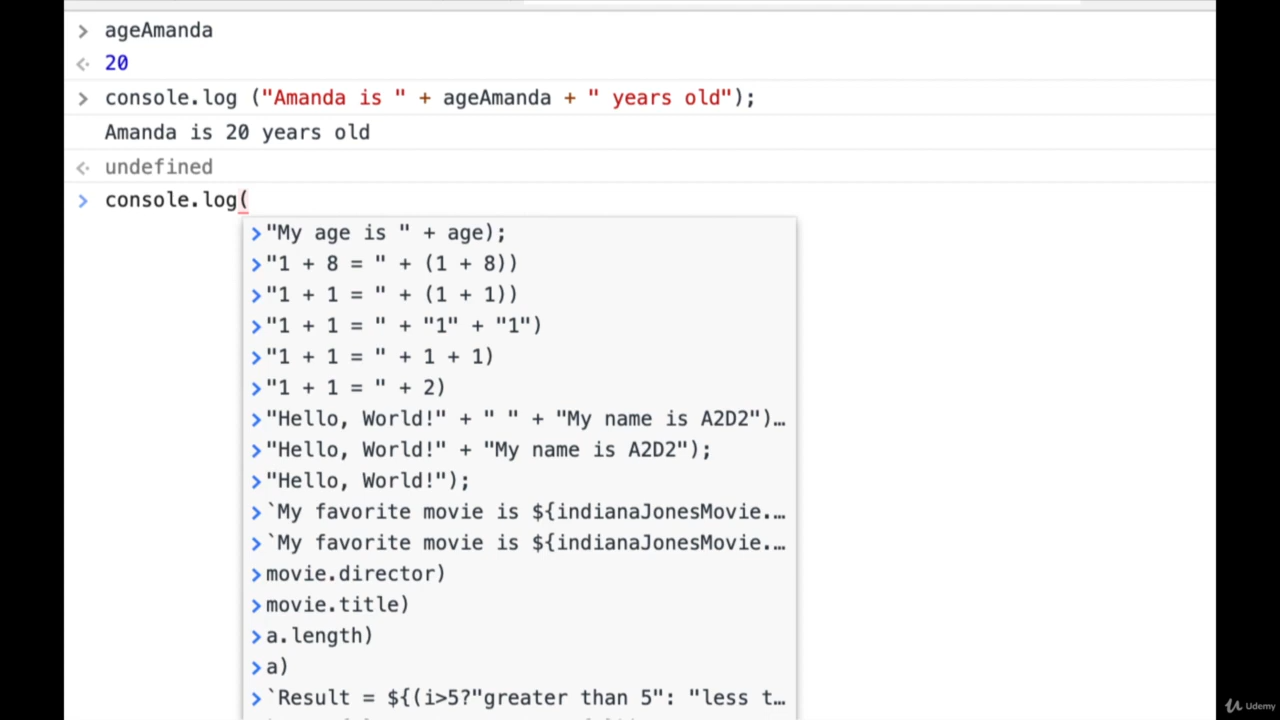 > ageAmanda
<· 20
> console.log ("Amanda is " + ageAmanda + " years old");
Amanda is 20 years old
<· undefined
> console.log(
>"My age is " + age);
>"1 + 8 = " + (1 + 8))
>"1 + 1 = " + (1 + 1))
>"1 + 1 = " + "1" + "1")
>"1 + 1 = " + 1 + 1)
>"1 + 1 = " + 2)
>"Hello, World!" + " " + "My name is A2D2")…
>"Hello, World!" + "My name is A2D2");
>"Hello, World!");
>`My favorite movie is ${indianaJonesMovie.…
>`My favorite movie is ${indianaJonesMovie.…
>movie.director)
>movie.title)
>a.length)
>a)
>`Result = ${(i>5?"greater than 5": "less t…
Udemy